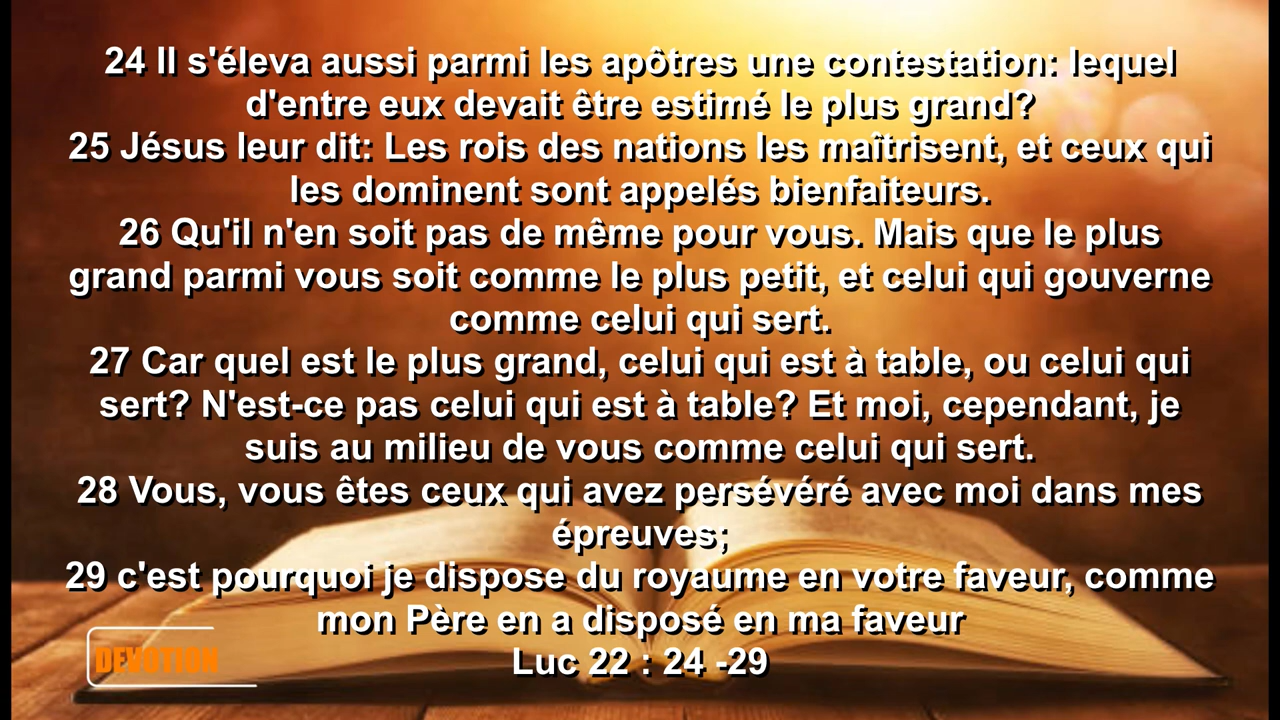 24 Il s'éleva aussi parmi les apôtres une contestation: lequel
d'entre eux devait être estimé le plus grand?
25 Jésus leur dit: Les rois des nations les maîtrisent, et ceux qui
les dominent sont appelés bienfaiteurs.
26 Qu'il n'en soit pas de même pour vous. Mais que le plus
grand parmi vous soit comme le plus petit, et celui qui gouverne
comme celui qui sert.
27 Car quel est le plus grand, celui qui est à table, ou celui qui
sert? N'est-ce pas celui qui est à table? Et moi, cependant, je
suis au milieu de vous comme celui qui sert.
28 Vous, vous êtes ceux qui avez persévéré avec moi dans mes
épreuves;
29 c'est pourquoi je dispose du royaume en votre faveur, comme
mon Père en a disposé en ma faveur
Luc 22 : 24 -29
DEVOTION